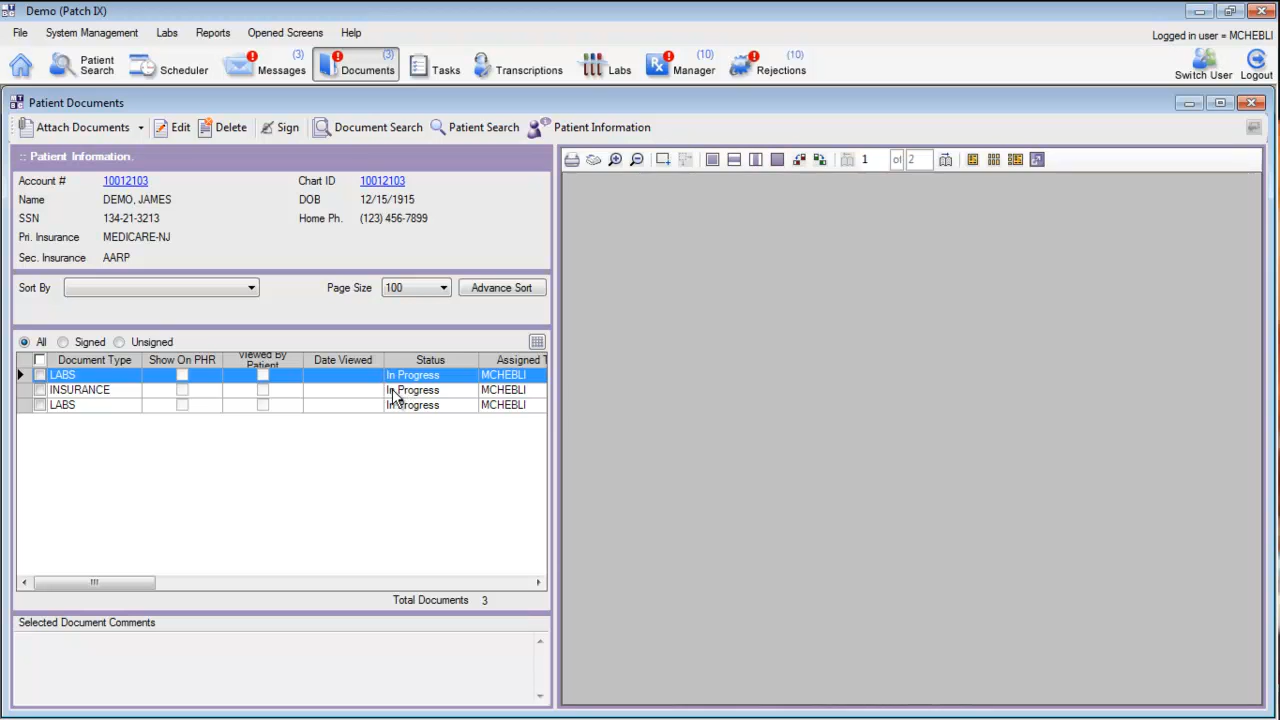 Demo (Patch IX)
File System Management Labs Reports Opened Screens Help
Logged in user = MCHEBLI
Patient Search Scheduler Messages (3) Documents (3) Tasks Transcriptions Labs Manager (10) Rejections (10) Switch User Logout
Patient Documents
Attach Documents Edit Delete Sign Document Search Patient Search Patient Information
:: Patient Information.
1 of 2
Account # 10012103 Chart ID 10012103
Name DEMO, JAMES DOB 12/15/1915
SSN 134-21-3213 Home Ph. (123) 456-7899
Pri. Insurance MEDICARE-NJ
Sec. Insurance AARP
Sort By Page Size 100 Advance Sort
All Signed Unsigned
Document Type Show On PHR Viewed By Patient Date Viewed Status Assigned T
LABS In Progress MCHEBLI
INSURANCE In Progress MCHEBLI
LABS In Progress MCHEBLI
Total Documents 3
Selected Document Comments